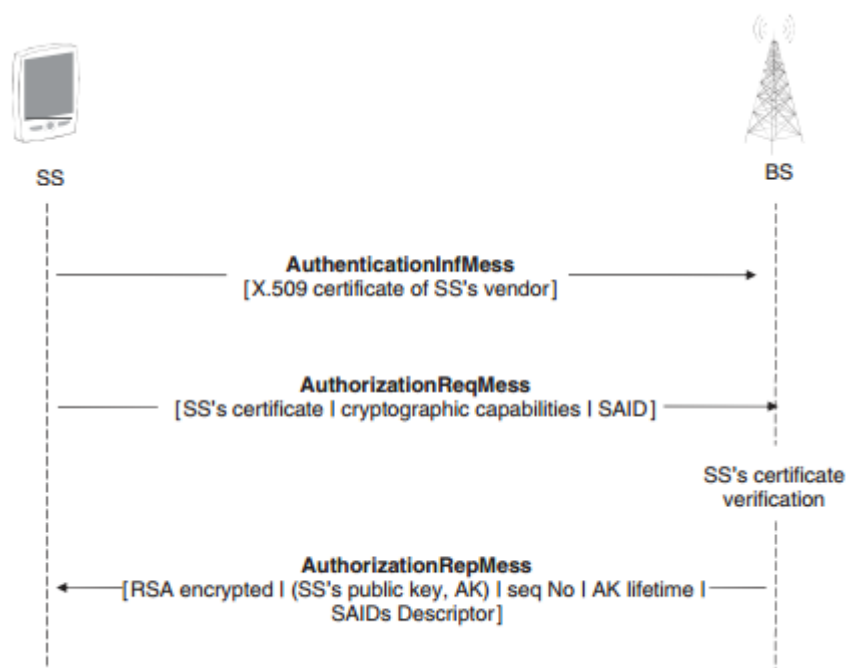 SS
BS
AuthenticationInfMess
[X.509 certificate of SS's vendor]
AuthorizationReqMess
[SS's certificate I cryptographic capabilities I SAID]
SS's certificate
verification
AuthorizationRepMess
[RSA encrypted I (SS's public key, AK) I seq No I AK lifetime I
SAIDs Descriptor]